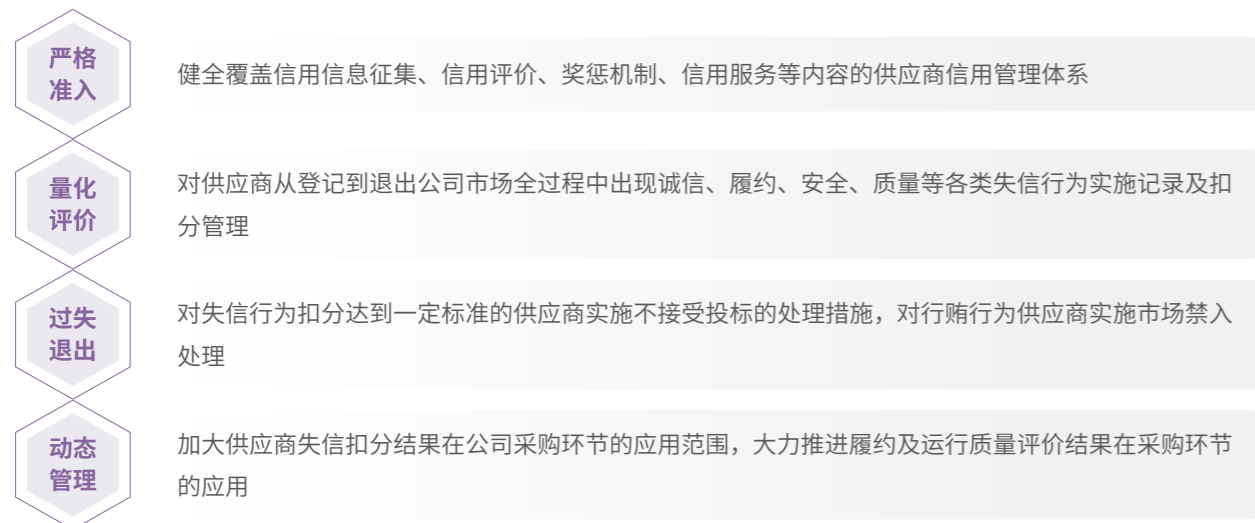 严格
准入
健全覆盖信用信息征集、信用评价、奖惩机制、信用服务等内容的供应商信用管理体系
量化
评价
对供应商从登记到退出公司市场全过程中出现诚信、履约、安全、质量等各类失信行为实施记录及扣
分管理
过失
退出
对失信行为扣分达到一定标准的供应商实施不接受投标的处理措施，对行贿行为供应商实施市场禁入
处理
动态
管理
加大供应商失信扣分结果在公司采购环节的应用范围，大力推进履约及运行质量评价结果在采购环节
的应用